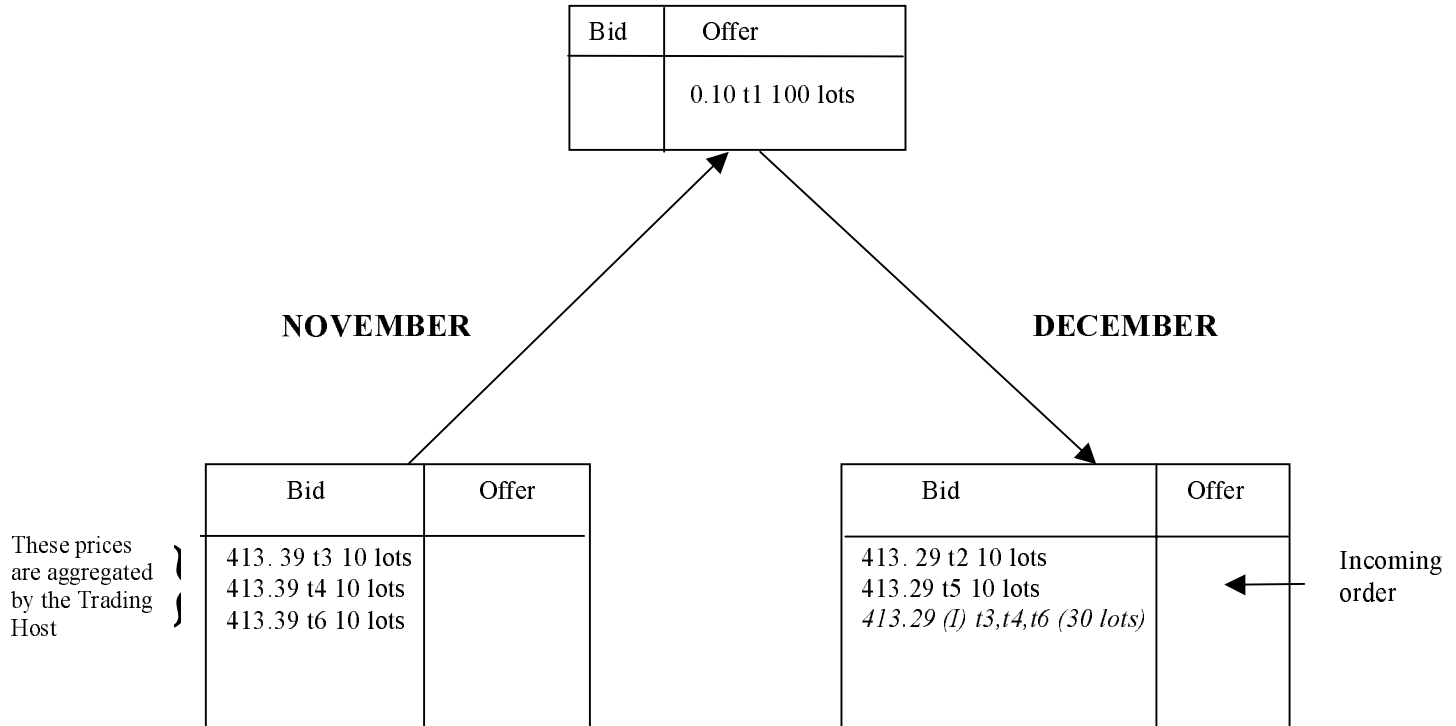 Bid Offer
0.10 t1 100 lots
NOVEMBER
DECEMBER
These prices
are aggregated
by the Trading
Host
Bid Offer
413. 39 t3 10 lots
413.39 t4 10 lots
413.39 t6 10 lots
Bid Offer
413. 29 t2 10 lots
413.29 t5 10 lots
413.29 (I) t3,t4,t6 (30 lots)
Incoming
order